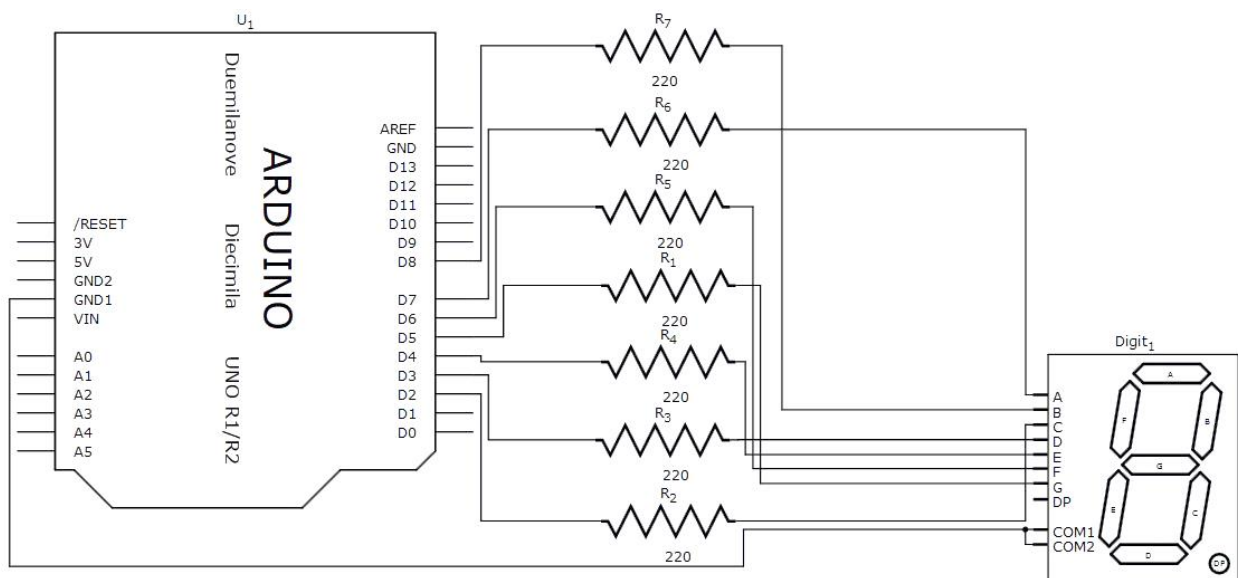 U1
Duemilanove
Diecimila
UNO R1/R2
ARDUINO
/RESET
3V
5V
GND2
GND1
VIN
A0
A1
A2
A3
A4
A5
AREF
GND
D13
D12
D11
D10
D9
D8
D7
D6
D5
D4
D3
D2
D1
D0
R7
220
R6
220
R5
220
R1
220
R4
220
R3
220
R2
220
Digit1
A
B
C
D
E
F
G
DP
COM1
COM2
A
F
B
G
E
C
D
DP